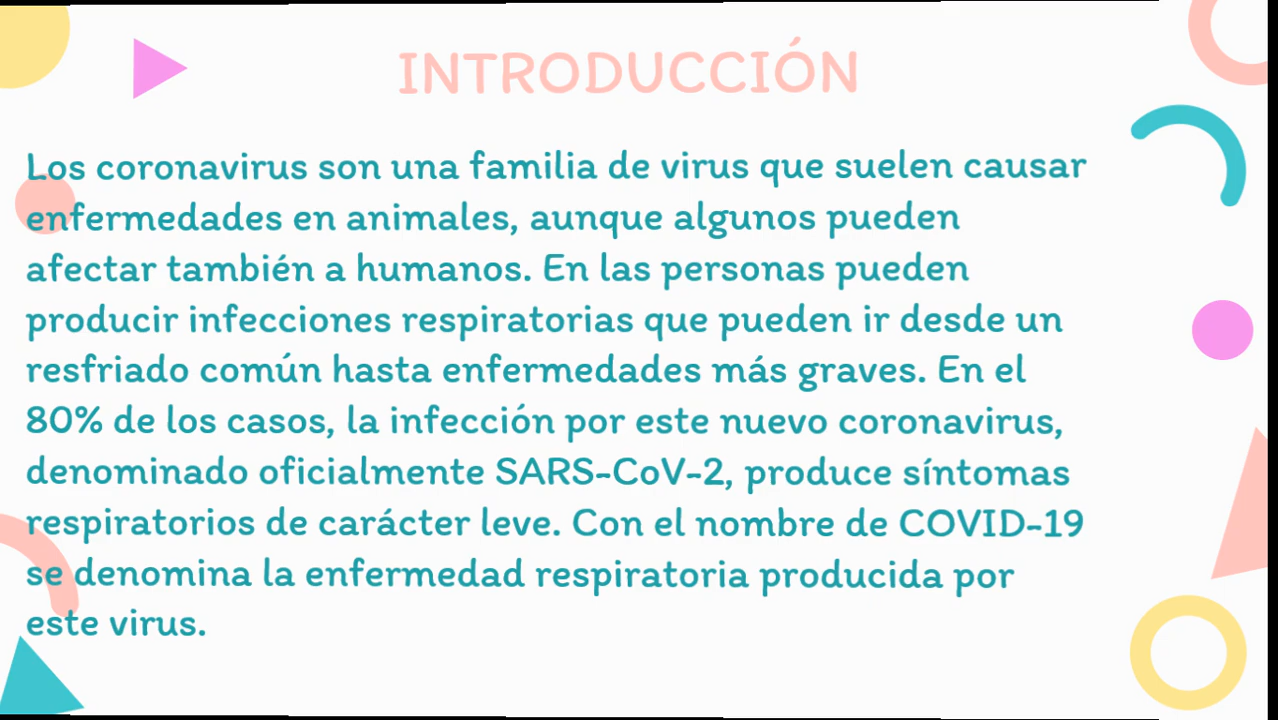 INTRODUCCIÓN
Los coronavirus son una familia de virus que suelen causar
enfermedades en animales, aunque algunos pueden
afectar también a humanos. En las personas pueden
producir infecciones respiratorias que pueden ir desde un
resfriado común hasta enfermedades más graves. En el
80% de los casos, la infección por este nuevo coronavirus,
denominado oficialmente SARS-CoV-2, produce síntomas
respiratorios de carácter leve. Con el nombre de COVID-19
se denomina la enfermedad respiratoria producida por
este virus.